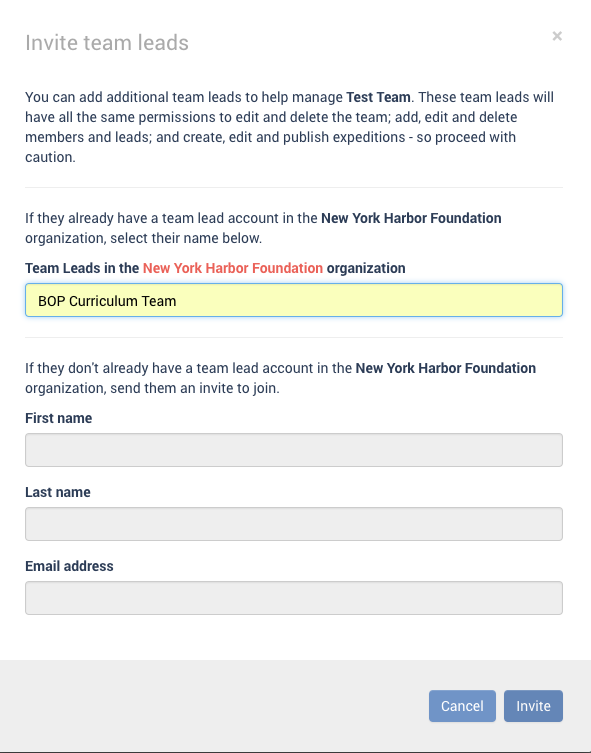 Invite team leads
×
You can add additional team leads to help manage Test Team. These team leads will
have all the same permissions to edit and delete the team; add, edit and delete
members and leads; and create, edit and publish expeditions - so proceed with
caution.
If they already have a team lead account in the New York Harbor Foundation
organization, select their name below.
Team Leads in the New York Harbor Foundation organization
BOP Curriculum Team
If they don't already have a team lead account in the New York Harbor Foundation
organization, send them an invite to join.
First name
Last name
Email address
Cancel Invite